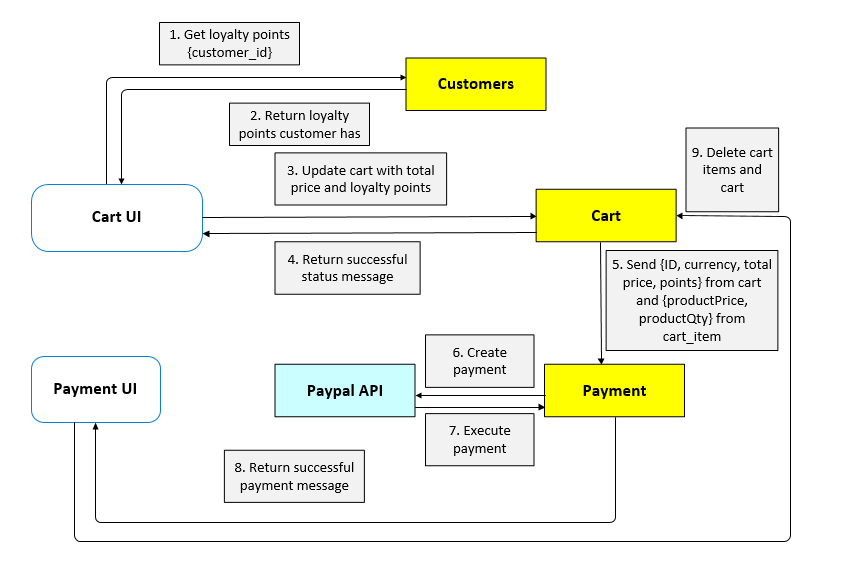 1. Get loyalty points
{customer_id}
Customers
2. Return loyalty
points customer has
9. Delete cart
items and
cart
3. Update cart with total
price and loyalty points
Cart UI
Cart
4. Return successful
status message
5. Send {ID, currency, total
price, points} from cart
and {productPrice,
productQty} from
cart_item
6. Create
payment
Payment UI
Paypal API
Payment
7. Execute
payment
8. Return successful
payment message